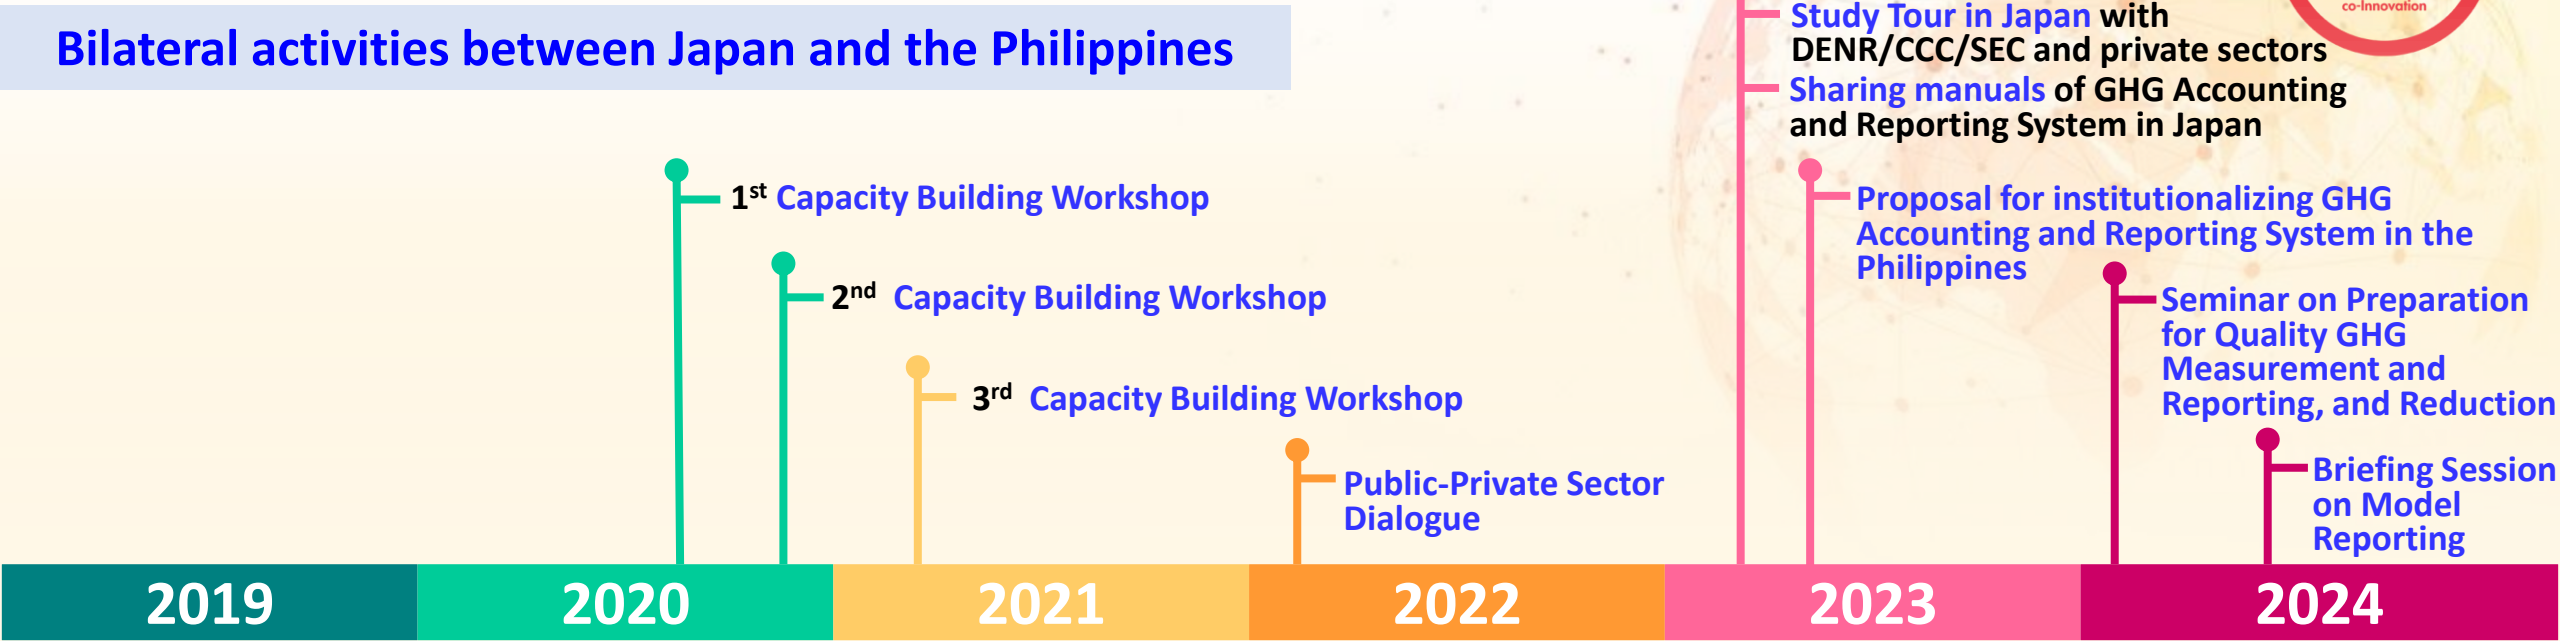 co-Innovation
Bilateral activities between Japan and the Philippines
Study Tour in Japan with
DENR/CCC/SEC and private sectors
Sharing manuals of GHG Accounting
and Reporting System in Japan
1st Capacity Building Workshop
Proposal for institutionalizing GHG
Accounting and Reporting System in the
Philippines
2nd Capacity Building Workshop
Seminar on Preparation
for Quality GHG
Measurement and
Reporting, and Reduction
3rd Capacity Building Workshop
Public-Private Sector
Dialogue
Briefing Session
on Model
Reporting
2019
2020
2021
2022
2023
2024